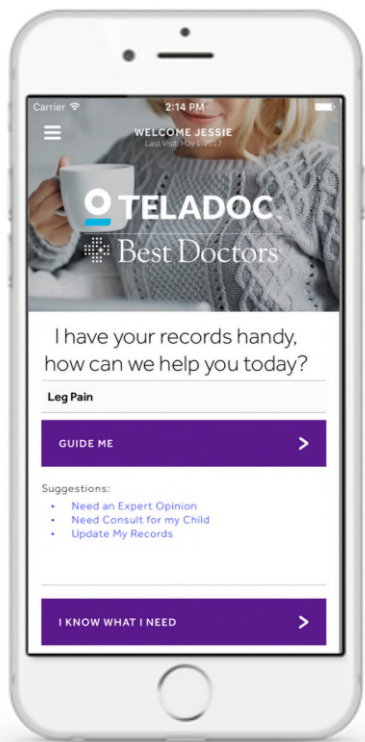 Carrier 2:14 PM
WELCOME JESSIE
Last Visit: May 1, 2017
TELADOC
Best Doctors
I have your records handy,
how can we help you today?
Leg Pain
GUIDE ME
Suggestions:
Need an Expert Opinion
Need Consult for my Child
Update My Records
I KNOW WHAT I NEED